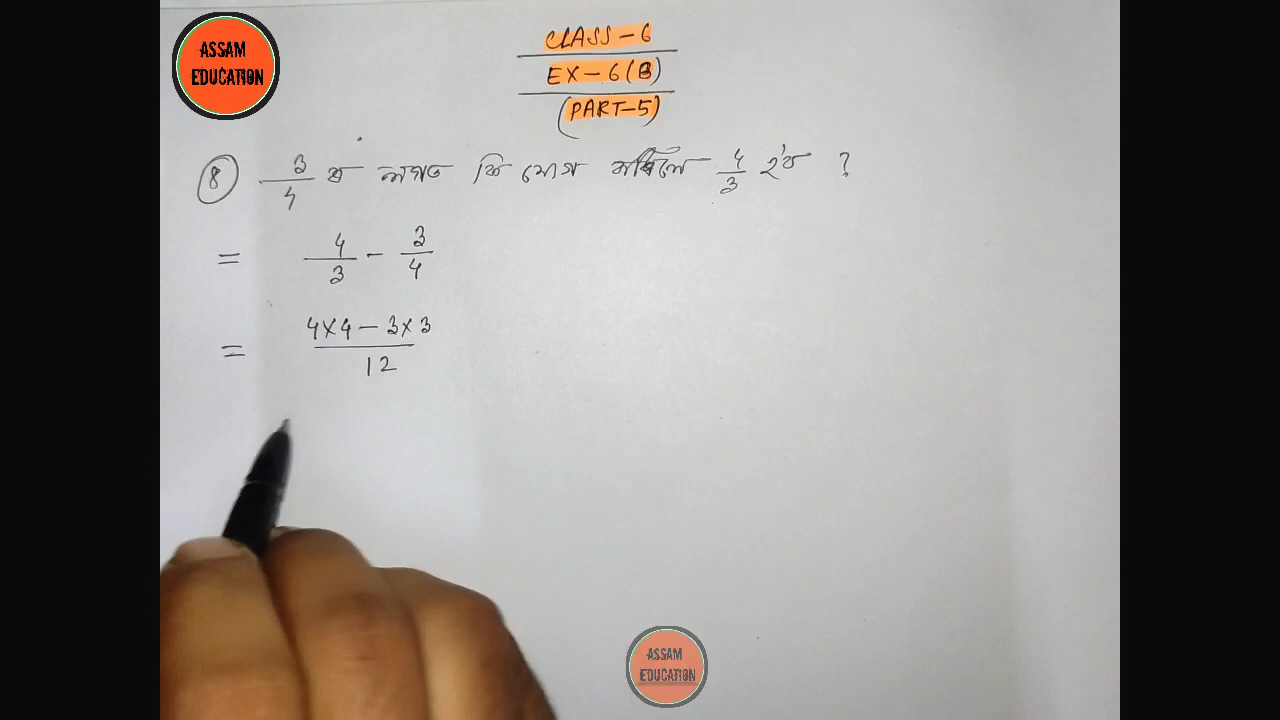 ASSAM
EDUCATION
CLASS-6
EX-6(B)
(PART-5)
8 3/4 ৰ লগত কি যোগ কৰিলে 4/3 হ'ব ?
= 4/3 - 3/4
= 4×4-3×3/12
ASSAM
EDUCATION